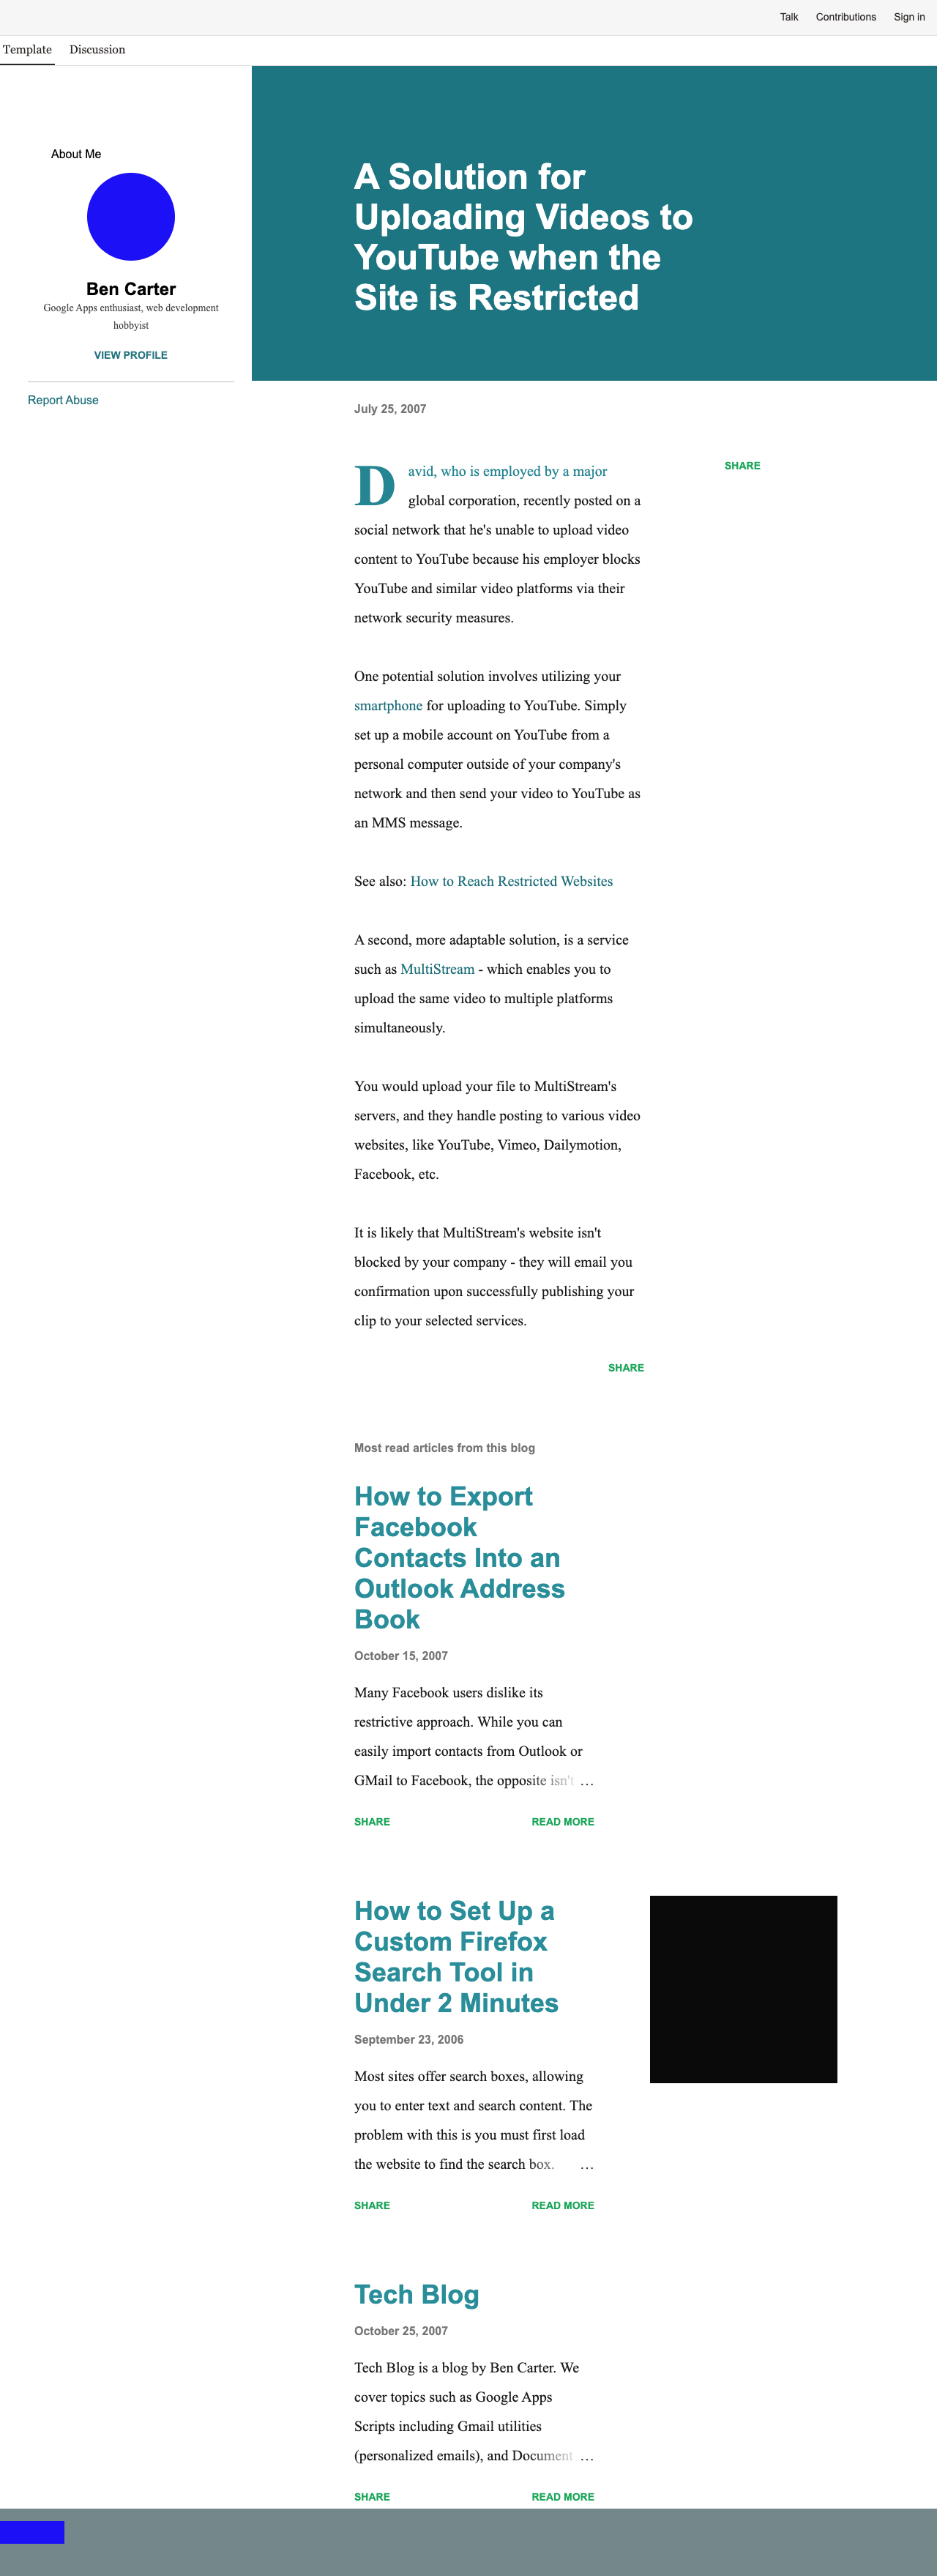 Talk Contributions Sign in
Template Discussion
About Me
Ben Carter
Google Apps enthusiast, web development
hobbyist
VIEW PROFILE
Report Abuse
A Solution for
Uploading Videos to
YouTube when the
Site is Restricted
July 25, 2007
SHARE
David, who is employed by a major
global corporation, recently posted on a
social network that he's unable to upload video
content to YouTube because his employer blocks
YouTube and similar video platforms via their
network security measures.
One potential solution involves utilizing your
smartphone for uploading to YouTube. Simply
set up a mobile account on YouTube from a
personal computer outside of your company's
network and then send your video to YouTube as
an MMS message.
See also: How to Reach Restricted Websites
A second, more adaptable solution, is a service
such as MultiStream - which enables you to
upload the same video to multiple platforms
simultaneously.
You would upload your file to MultiStream's
servers, and they handle posting to various video
websites, like YouTube, Vimeo, Dailymotion,
Facebook, etc.
It is likely that MultiStream's website isn't
blocked by your company - they will email you
confirmation upon successfully publishing your
clip to your selected services.
SHARE
Most read articles from this blog
How to Export
Facebook
Contacts Into an
Outlook Address
Book
October 15, 2007
Many Facebook users dislike its
restrictive approach. While you can
easily import contacts from Outlook or
GMail to Facebook, the opposite isn't …
SHARE READ MORE
How to Set Up a
Custom Firefox
Search Tool in
Under 2 Minutes
September 23, 2006
Most sites offer search boxes, allowing
you to enter text and search content. The
problem with this is you must first load
the website to find the search box. …
SHARE READ MORE
Tech Blog
October 25, 2007
Tech Blog is a blog by Ben Carter. We
cover topics such as Google Apps
Scripts including Gmail utilities
(personalized emails), and Document …
SHARE READ MORE